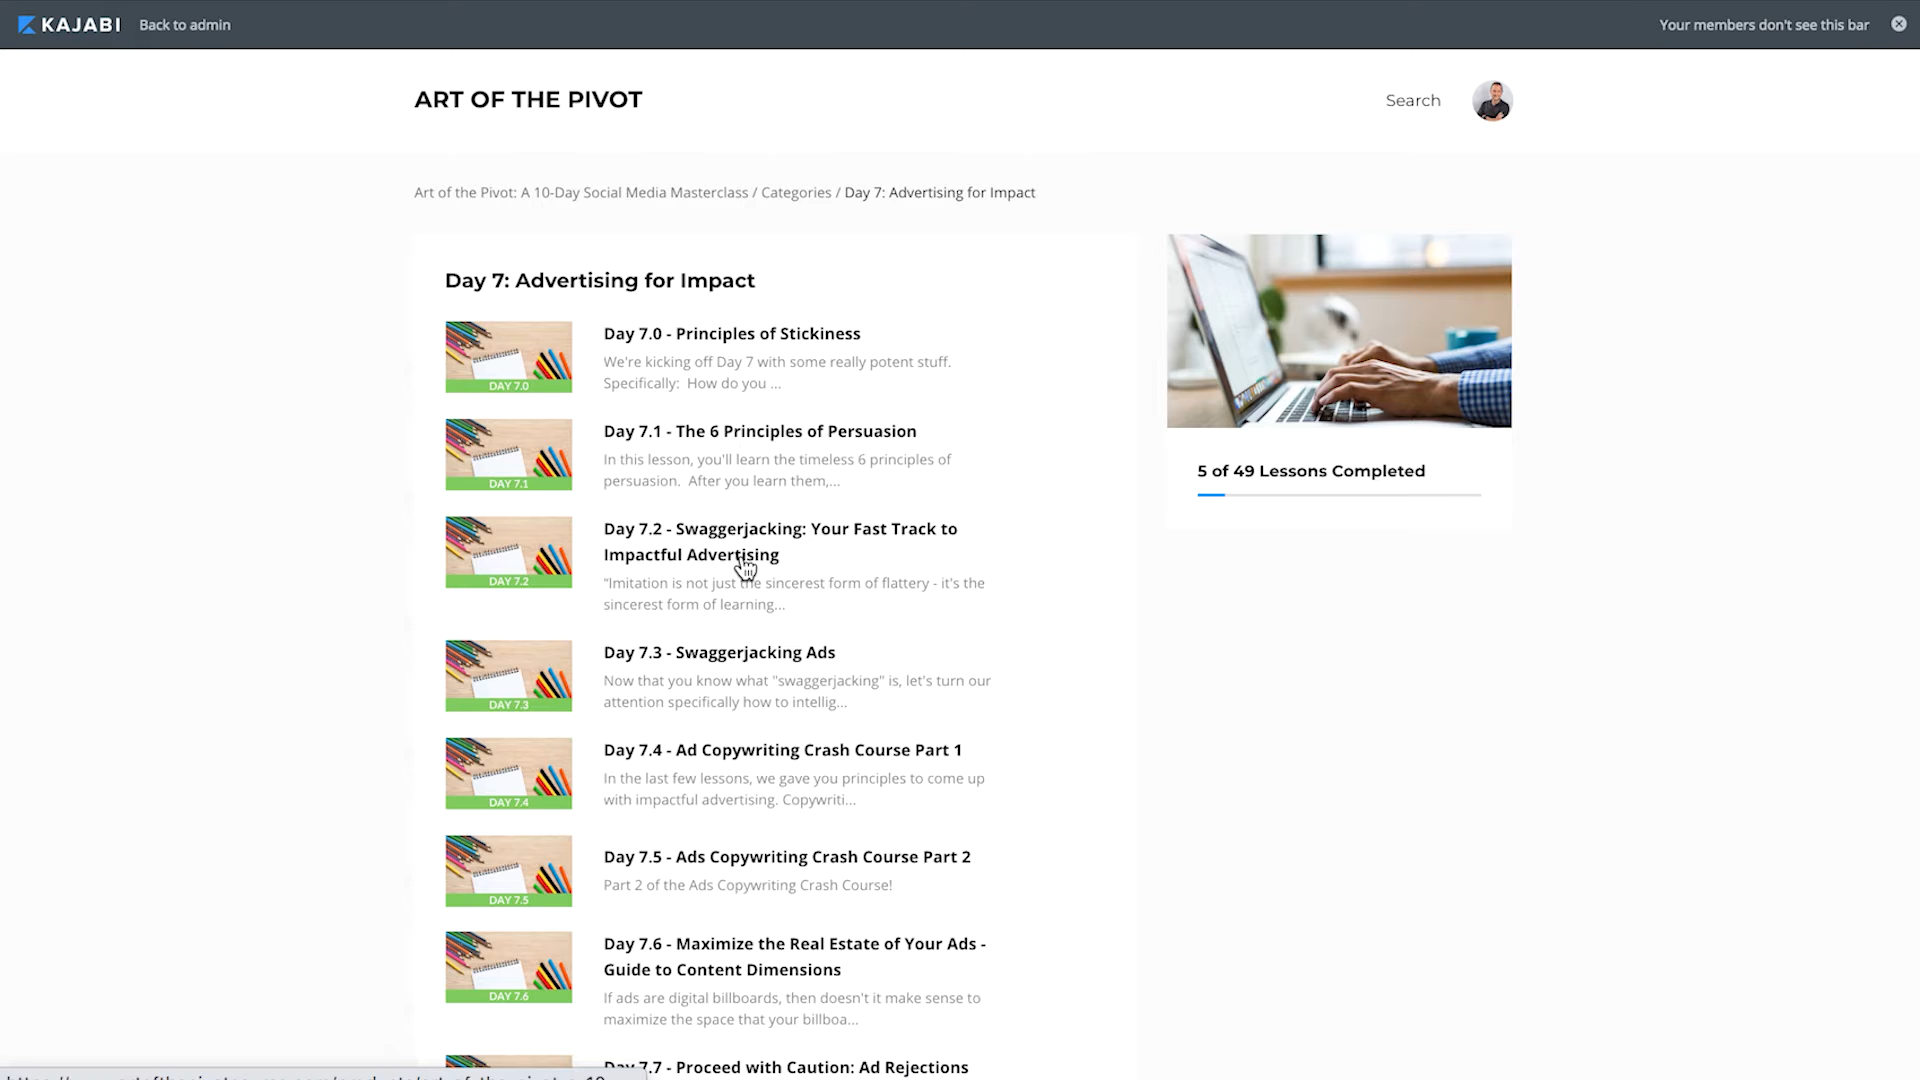 KAJABI Back to admin Your members don't see this bar
ART OF THE PIVOT Search
Art of the Pivot: A 10-Day Social Media Masterclass / Categories / Day 7: Advertising for Impact
Day 7: Advertising for Impact
DAY 7.0
Day 7.0 - Principles of Stickiness
We're kicking off Day 7 with some really potent stuff.
Specifically:  How do you ...
DAY 7.1
Day 7.1 - The 6 Principles of Persuasion
In this lesson, you'll learn the timeless 6 principles of
persuasion.  After you learn them,...
DAY 7.2
Day 7.2 - Swaggerjacking: Your Fast Track to
Impactful Advertising
"Imitation is not just the sincerest form of flattery - it's the
sincerest form of learning...
DAY 7.3
Day 7.3 - Swaggerjacking Ads
Now that you know what "swaggerjacking" is, let's turn our
attention specifically how to intellig...
DAY 7.4
Day 7.4 - Ad Copywriting Crash Course Part 1
In the last few lessons, we gave you principles to come up
with impactful advertising. Copywriti...
DAY 7.5
Day 7.5 - Ads Copywriting Crash Course Part 2
Part 2 of the Ads Copywriting Crash Course!
DAY 7.6
Day 7.6 - Maximize the Real Estate of Your Ads -
Guide to Content Dimensions
If ads are digital billboards, then doesn't it make sense to
maximize the space that your billboa...
Day 7.7 - Proceed with Caution: Ad Rejections
5 of 49 Lessons Completed